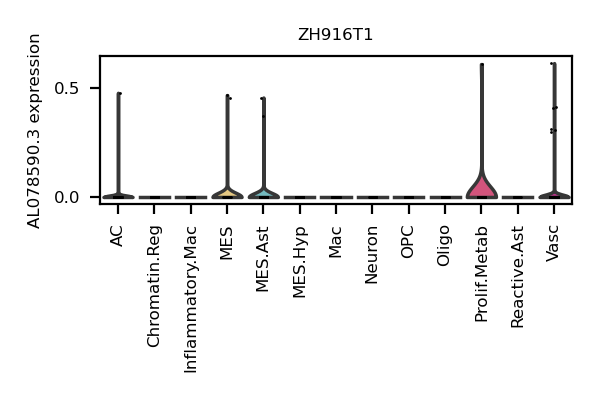 ZH916T1
AL078590.3 expression
0.5
0.0
AC
Chromatin.Reg
Inflammatory.Mac
MES
MES.Ast
MES.Hyp
Mac
Neuron
OPC
Oligo
Prolif.Metab
Reactive.Ast
Vasc